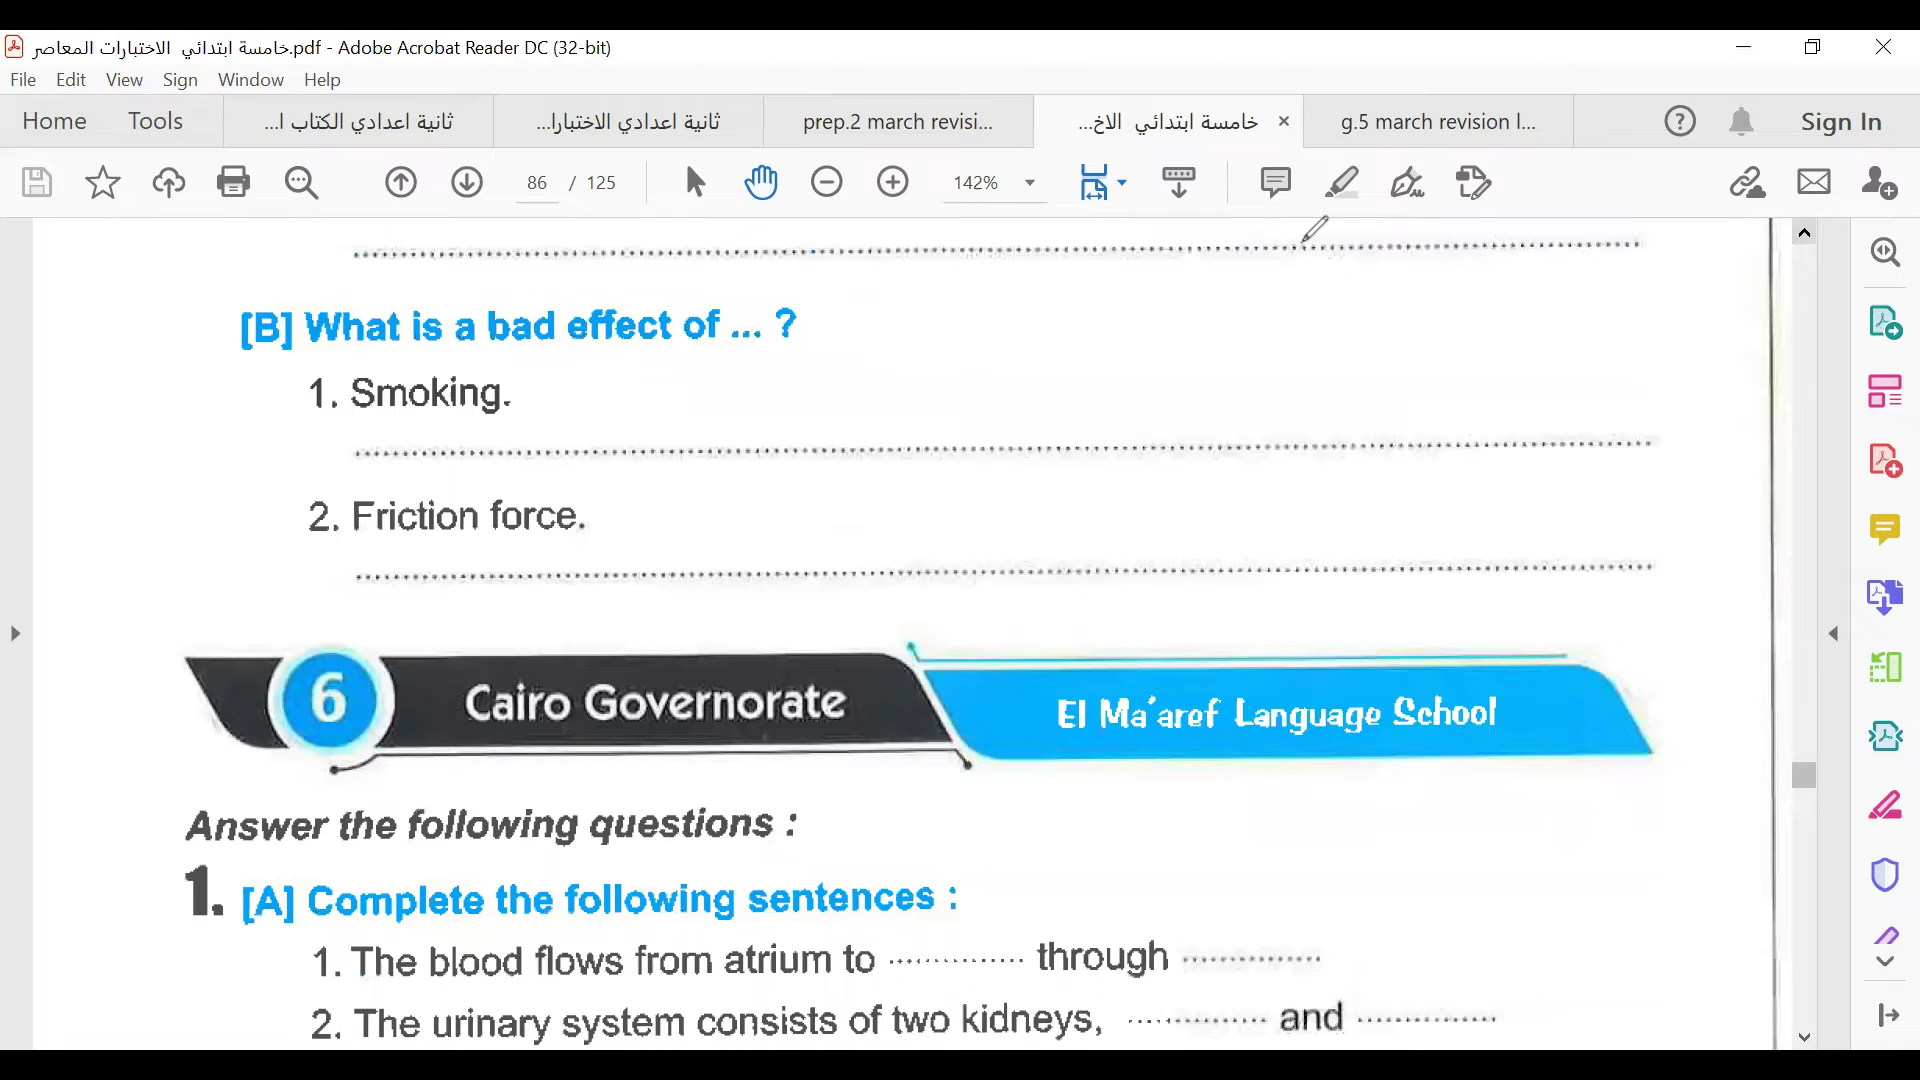 خامسة ابتدائي الاختبارات المعاصر.pdf - Adobe Acrobat Reader DC (32-bit)
File Edit View Sign Window Help
Home Tools ثانية اعدادي الكتاب ا... ثانية اعدادي الاختبارا... prep.2 march revisi... خامسة ابتدائي الاخ... g.5 march revision l... Sign In
86 / 125 142%
[B] What is a bad effect of ... ?
1. Smoking.
2. Friction force.
6 Cairo Governorate El Ma'aref Language School
Answer the following questions :
1. [A] Complete the following sentences :
1. The blood flows from atrium to ............. through .............
2. The urinary system consists of two kidneys, ............. and .............